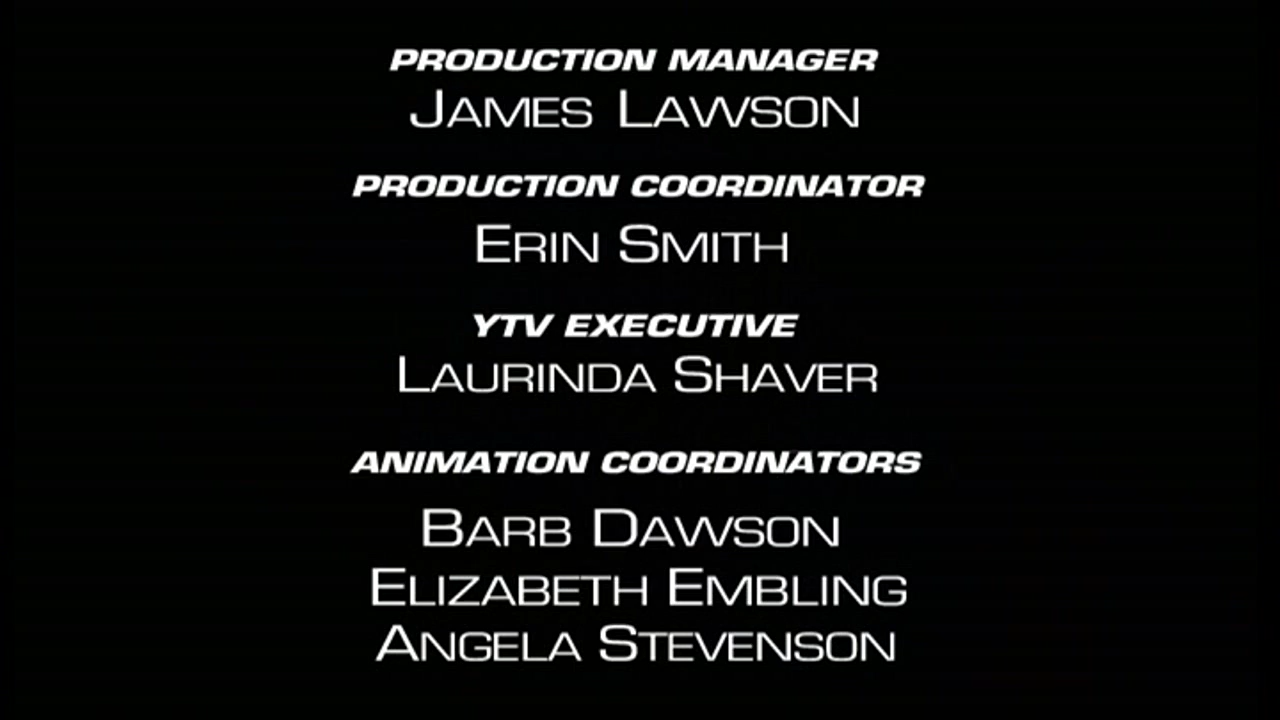 PRODUCTION MANAGER
JAMES LAWSON
PRODUCTION COORDINATOR
ERIN SMITH
YTV EXECUTIVE
LAURINDA SHAVER
ANIMATION COORDINATORS
BARB DAWSON
ELIZABETH EMBLING
ANGELA STEVENSON